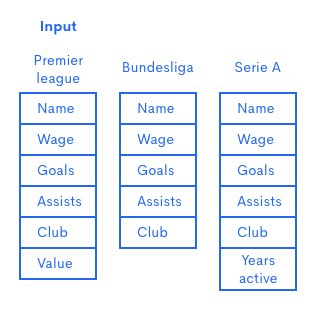 Input
Premier
league
Name
Wage
Goals
Assists
Club
Value
Bundesliga
Name
Wage
Goals
Assists
Club
Serie A
Name
Wage
Goals
Assists
Club
Years
active